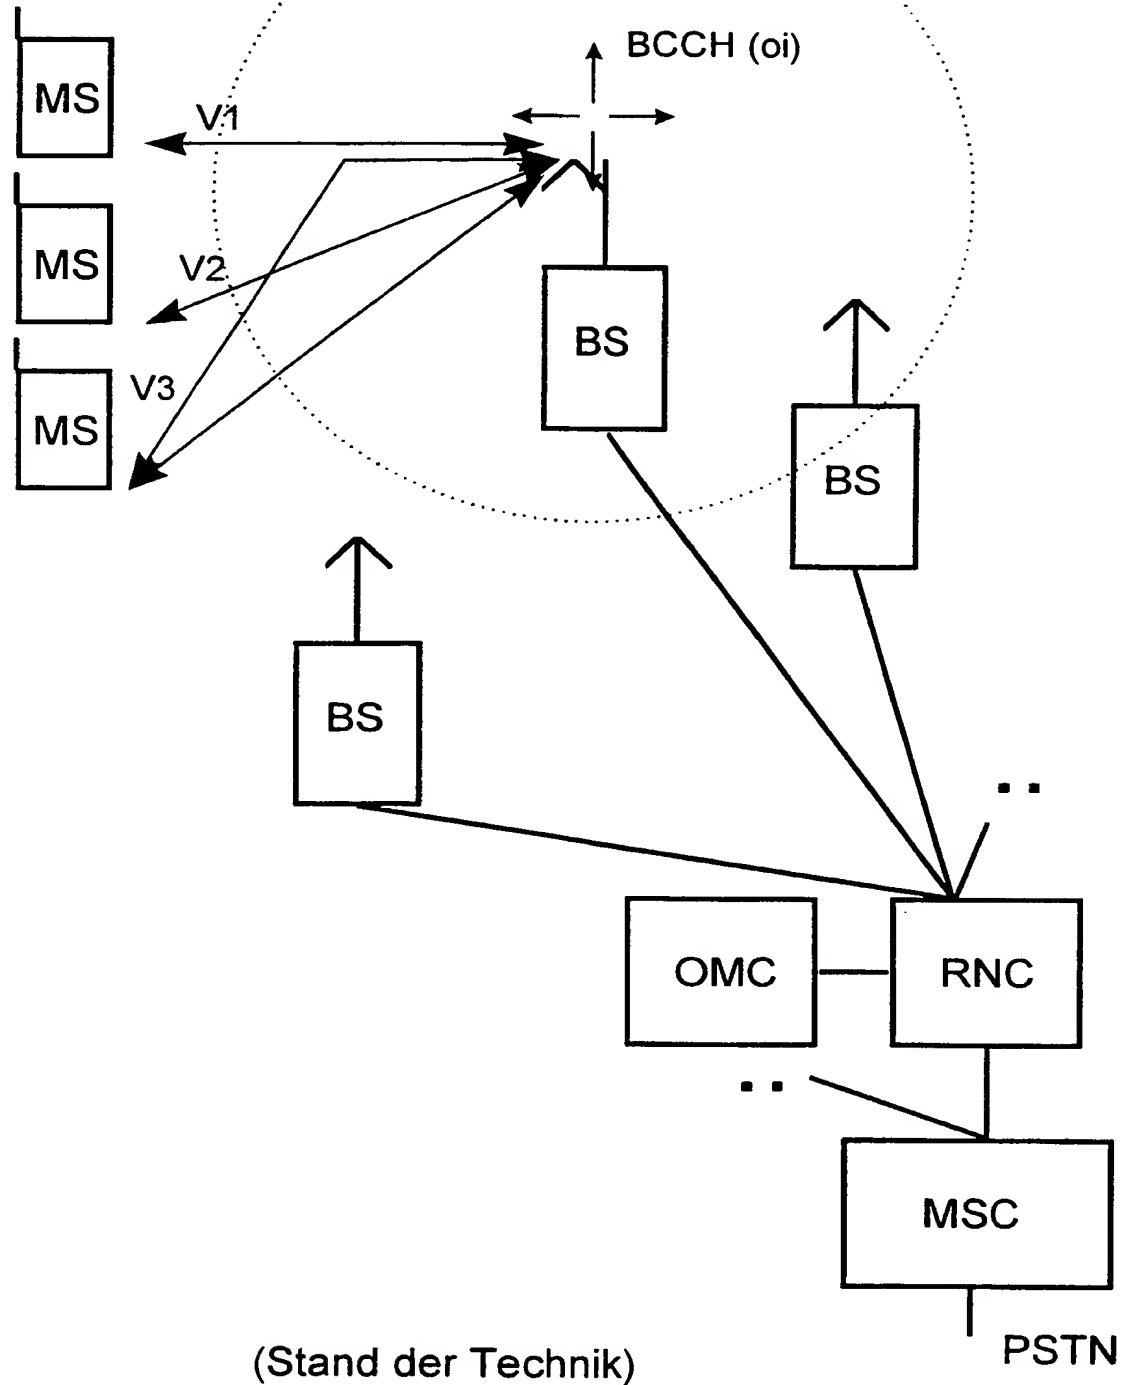 BCCH (oi)
MS
V1
MS
V2
BS
V3
MS
BS
BS
OMC
RNC
MSC
PSTN
(Stand der Technik)